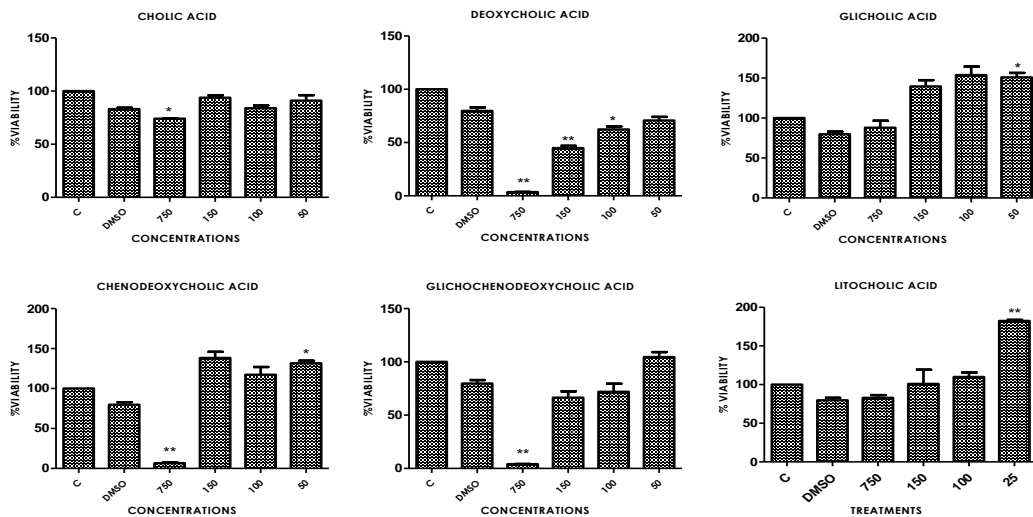 CHOLIC ACID
150
100
50
0
%VIABILITY
*
C
DMSO
750
150
100
50
CONCENTRATIONS
DEOXYCHOLIC ACID
150
100
50
0
%VIABILITY
**
**
*
C
DMSO
750
150
100
50
CONCENTRATIONS
GLICHOLIC ACID
200
150
100
50
0
%VIABILITY
*
C
DMSO
750
150
100
50
CONCENTRATIONS
CHENODEOXYCHOLIC ACID
200
150
100
50
0
%VIABILITY
**
*
C
DMSO
750
150
100
50
CONCENTRATIONS
GLICHOCHENODEOXYCHOLIC ACID
150
100
50
0
%VIABILITY
**
C
DMSO
750
150
100
50
CONCENTRATIONS
LITOCHOLIC ACID
200
150
100
50
0
% VIABILITY
**
C
DMSO
750
150
100
25
TREATMENTS